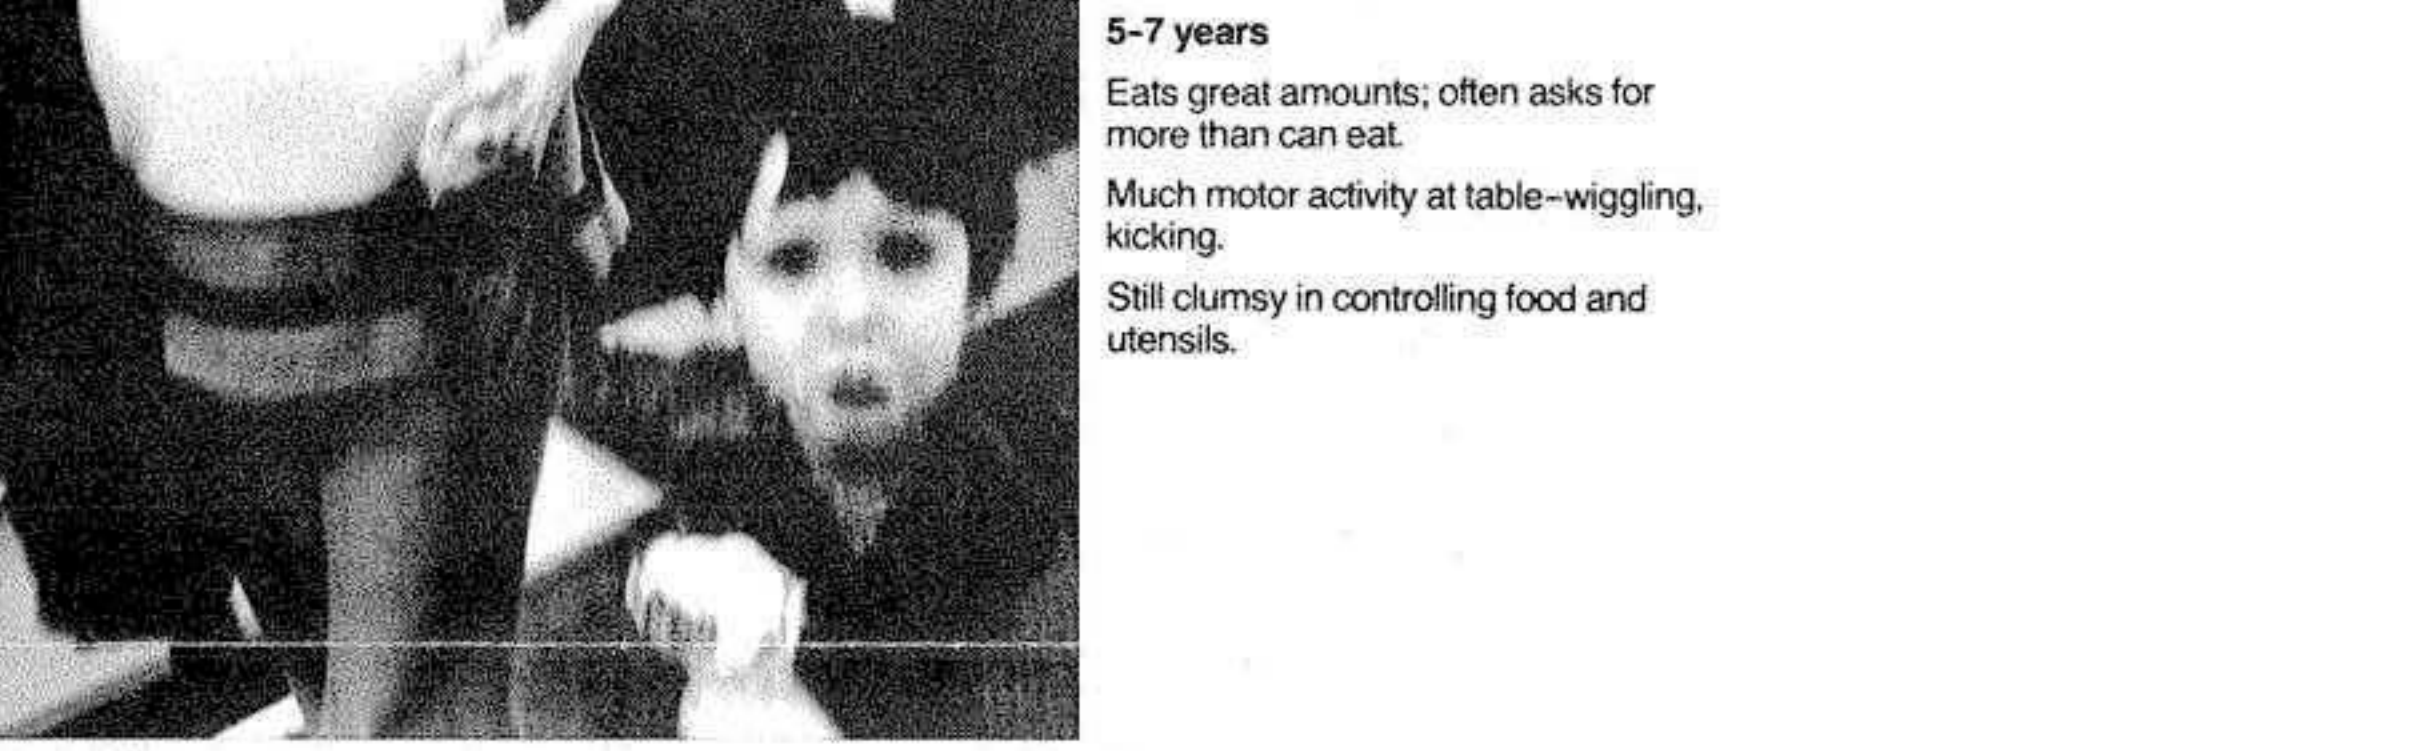 5-7 years
Eats great amounts; often asks for
more than can eat.
Much motor activity at table-wiggling,
kicking.
Still clumsy in controlling food and
utensils.